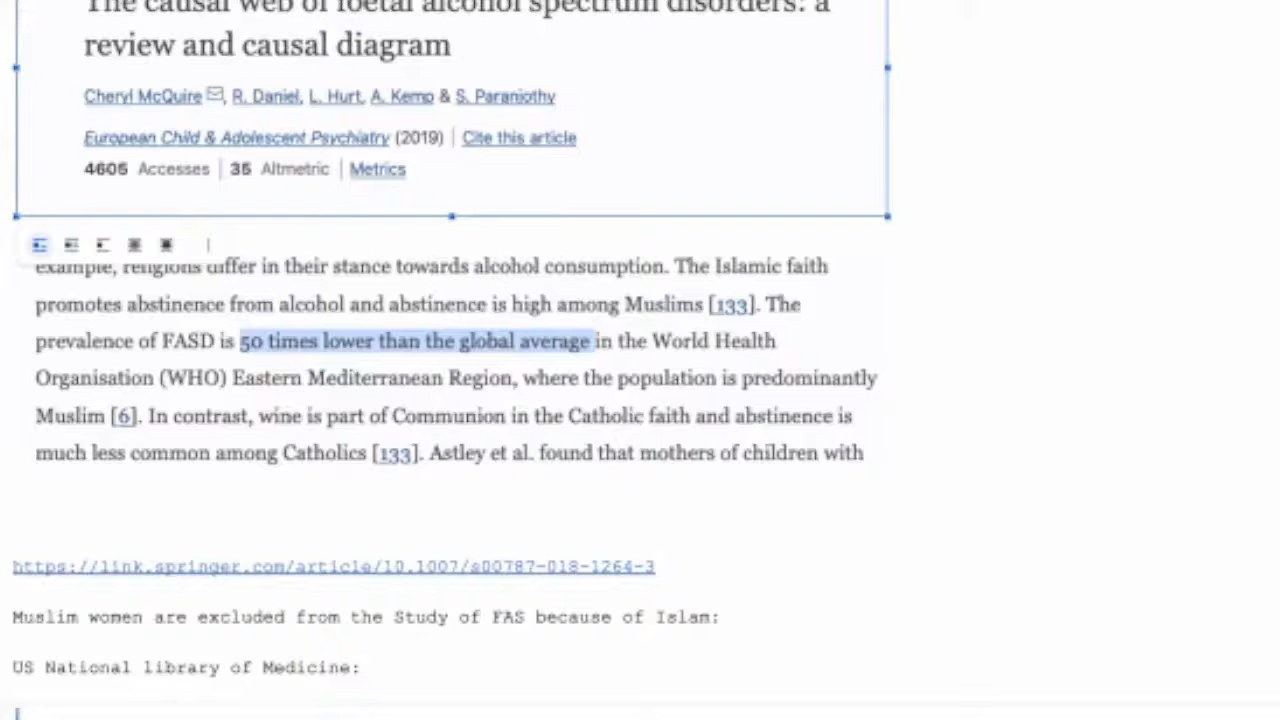 The causal web of foetal alcohol spectrum disorders: a
review and causal diagram
Cheryl McQuire, R. Daniel, L. Hurt, A. Kemp & S. Paranjothy
European Child & Adolescent Psychiatry (2019) | Cite this article
4605 Accesses | 35 Altmetric | Metrics
example, religions differ in their stance towards alcohol consumption. The Islamic faith
promotes abstinence from alcohol and abstinence is high among Muslims [133]. The
prevalence of FASD is 50 times lower than the global average in the World Health
Organisation (WHO) Eastern Mediterranean Region, where the population is predominantly
Muslim [6]. In contrast, wine is part of Communion in the Catholic faith and abstinence is
much less common among Catholics [133]. Astley et al. found that mothers of children with
https://link.springer.com/article/10.1007/s00787-018-1264-3
Muslim women are excluded from the Study of FAS because of Islam:
US National library of Medicine: